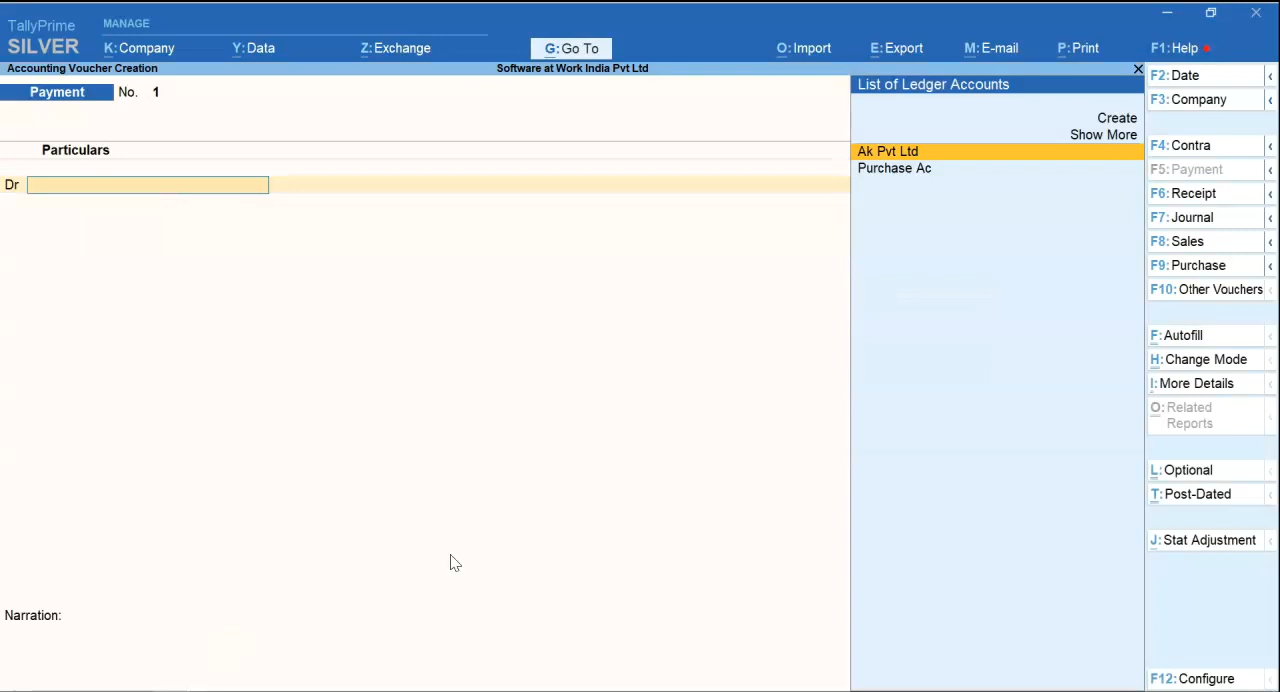 TallyPrime
SILVER
MANAGE
K:Company Y:Data Z:Exchange G:Go To O:Import E:Export M:E-mail P:Print F1:Help
Accounting Voucher Creation Software at Work India Pvt Ltd
Payment No. 1
Particulars
Dr
Narration:
List of Ledger Accounts
Create
Show More
Ak Pvt Ltd
Purchase Ac
F2:Date
F3:Company
F4:Contra
F5:Payment
F6:Receipt
F7:Journal
F8:Sales
F9:Purchase
F10:Other Vouchers
F:Autofill
H:Change Mode
I:More Details
O:Related
Reports
L:Optional
T:Post-Dated
J:Stat Adjustment
F12:Configure